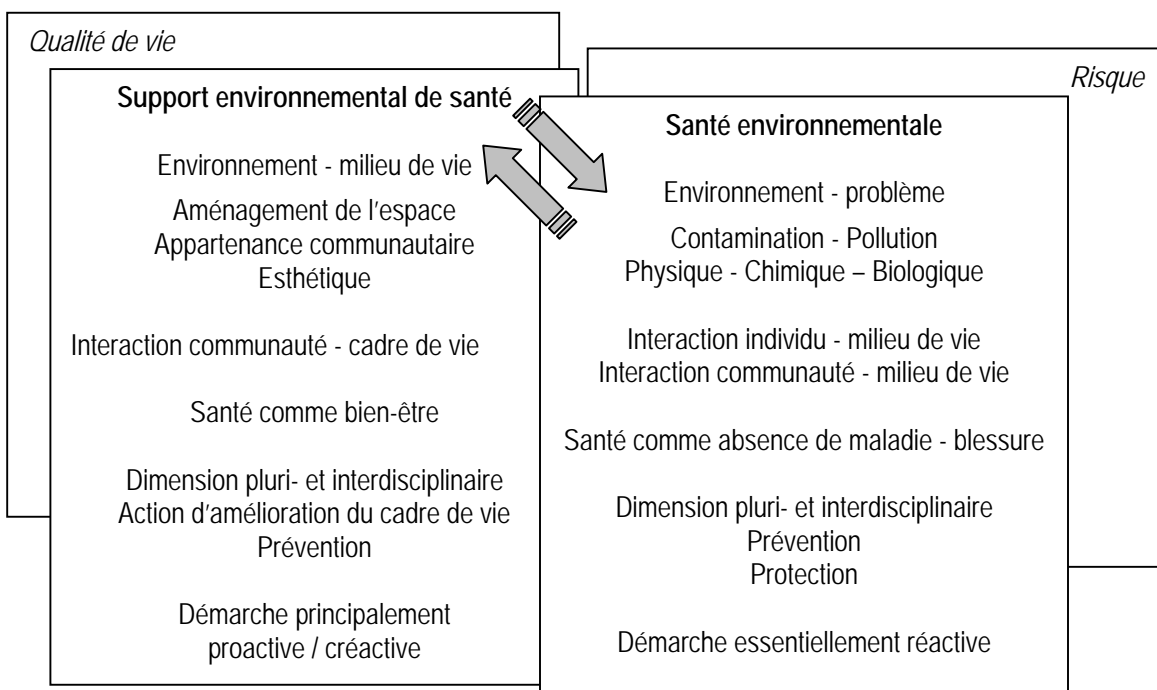 Qualité de vie
Support environnemental de santé
Environnement - milieu de vie
Aménagement de l'espace
Appartenance communautaire
Esthétique
Interaction communauté - cadre de vie
Santé comme bien-être
Dimension pluri- et interdisciplinaire
Action d'amélioration du cadre de vie
Prévention
Démarche principalement
proactive / créactive
Risque
Santé environnementale
Environnement - problème
Contamination - Pollution
Physique - Chimique – Biologique
Interaction individu - milieu de vie
Interaction communauté - milieu de vie
Santé comme absence de maladie - blessure
Dimension pluri- et interdisciplinaire
Prévention
Protection
Démarche essentiellement réactive